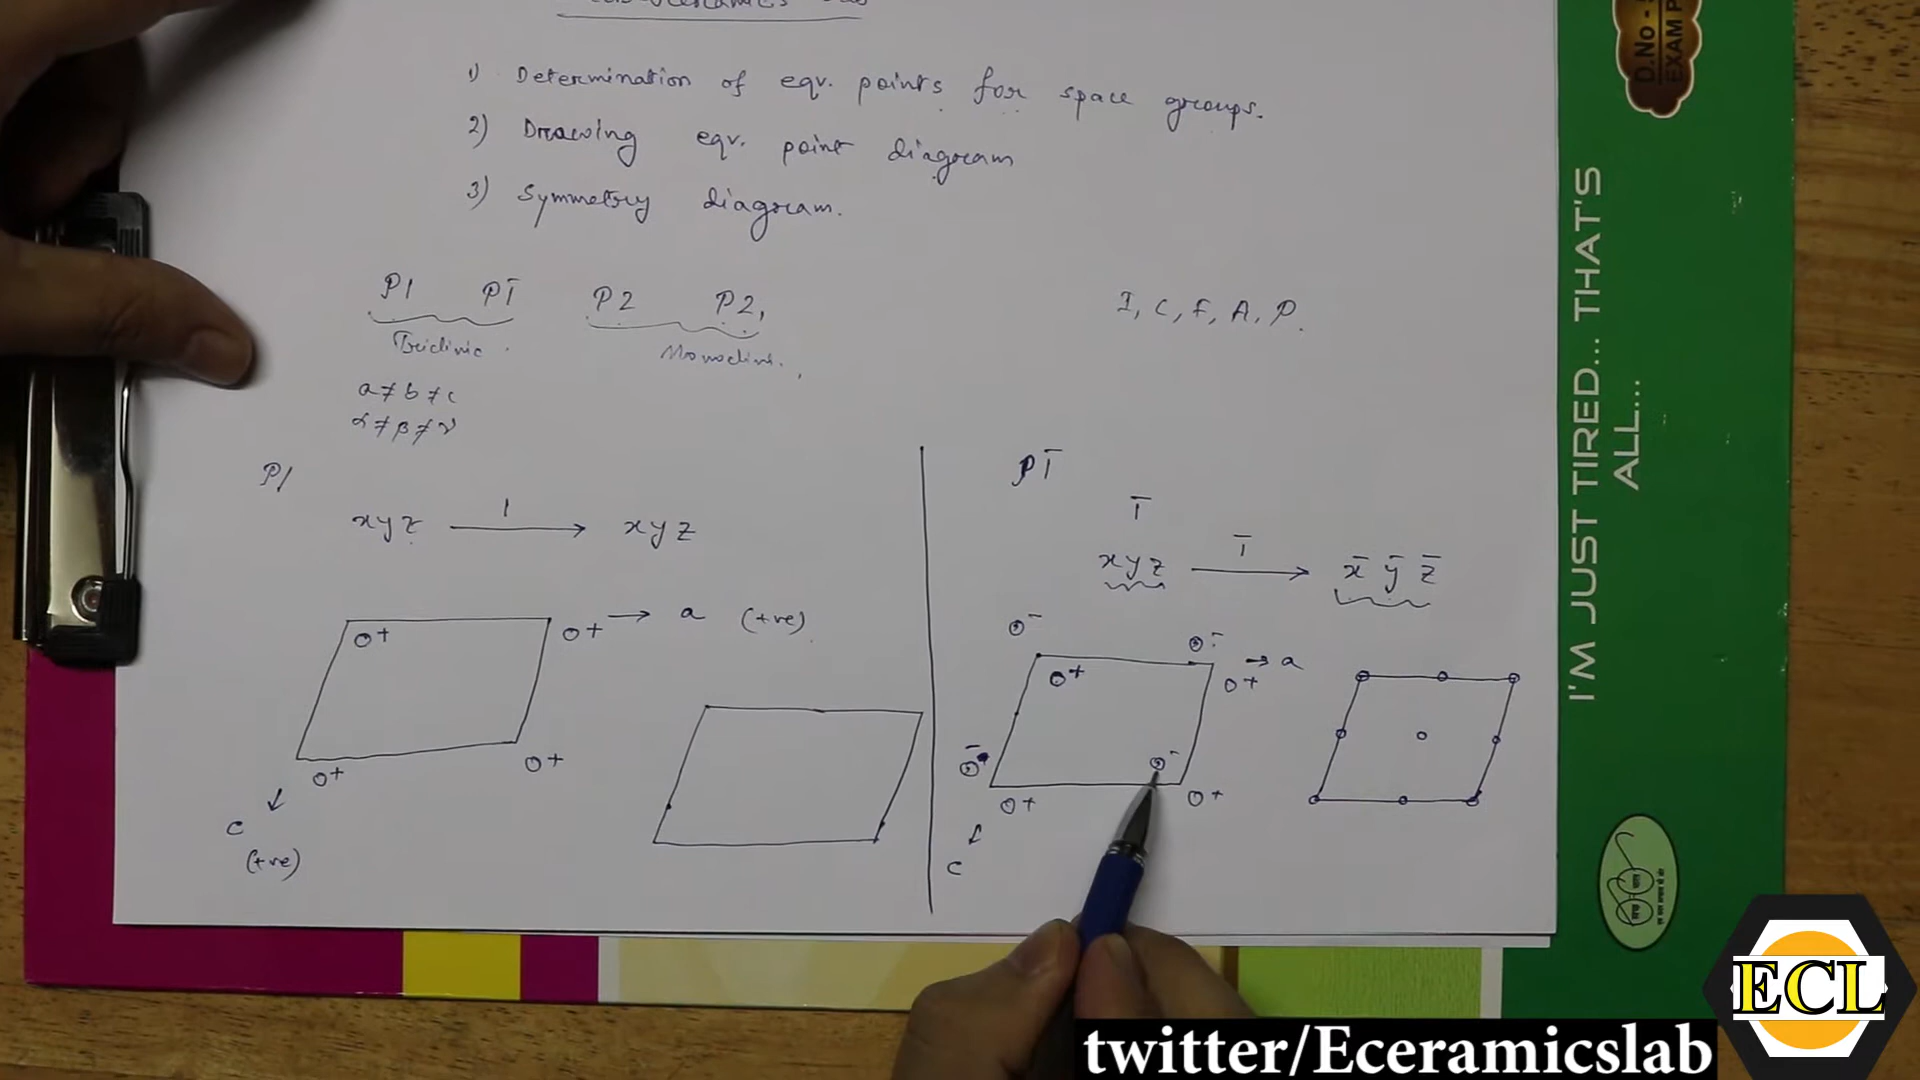 1) Determination of eqv. points for space groups.
2) Drawing eqv. point diagram
3) Symmetry diagram.
P1 P1̄ P2 P2₁
Triclinic Monoclinic.
I, C, F, A, P.
a ≠ b ≠ c
α ≠ β ≠ γ
P1
xyz 1 → xyz
o+ o+ → a (+ve)
o+ o+
↓
c
(+ve)
P1̄
1̄
xyz 1̄ → x̄ ȳ z̄
⊙- ⊙-
o+ o+ → a
⊙- ⊙-
o+ o+
↓
c
D.No -
EXAM P
I'M JUST TIRED... THAT'S
ALL...
ECL
twitter/Eceramicslab